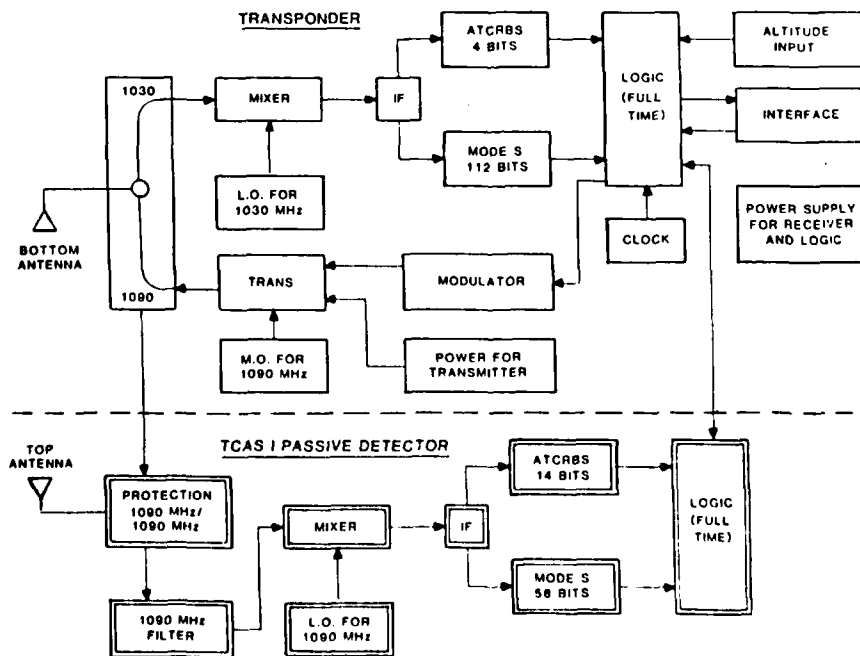 TRANSPONDER
ATCRBS
4 BITS
ALTITUDE
INPUT
1030
MIXER
IF
LOGIC
(FULL
TIME)
INTERFACE
MODE S
112 BITS
L.O. FOR
1030 MHz
BOTTOM
ANTENNA
CLOCK
POWER SUPPLY
FOR RECEIVER
AND LOGIC
1090
TRANS
MODULATOR
M.O. FOR
1090 MHz
POWER FOR
TRANSMITTER
TCAS I PASSIVE DETECTOR
TOP
ANTENNA
PROTECTION
1090 MHz/
1090 MHz
MIXER
IF
ATCRBS
14 BITS
LOGIC
(FULL
TIME)
MODE S
56 BITS
1090 MHz
FILTER
L.O. FOR
1090 MHz